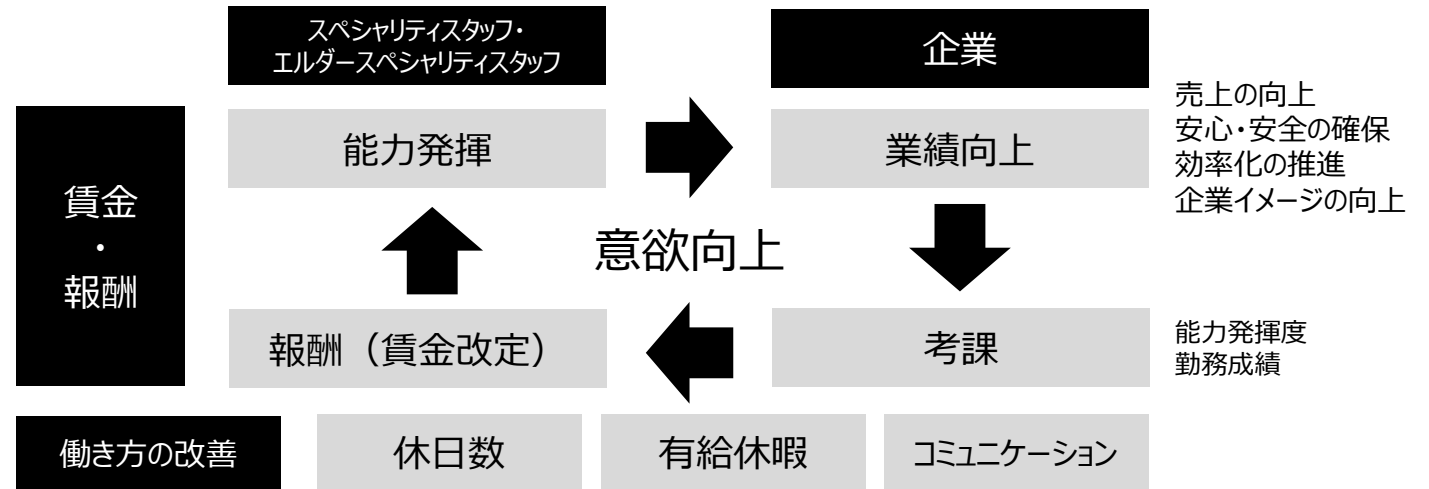 スペシャリティスタッフ・
エルダースペシャリティスタッフ
企業
賃金
・
報酬
能力発揮
業績向上
売上の向上
安心・安全の確保
効率化の推進
企業イメージの向上
意欲向上
報酬（賃金改定）
考課
能力発揮度
勤務成績
働き方の改善
休日数
有給休暇
コミュニケーション